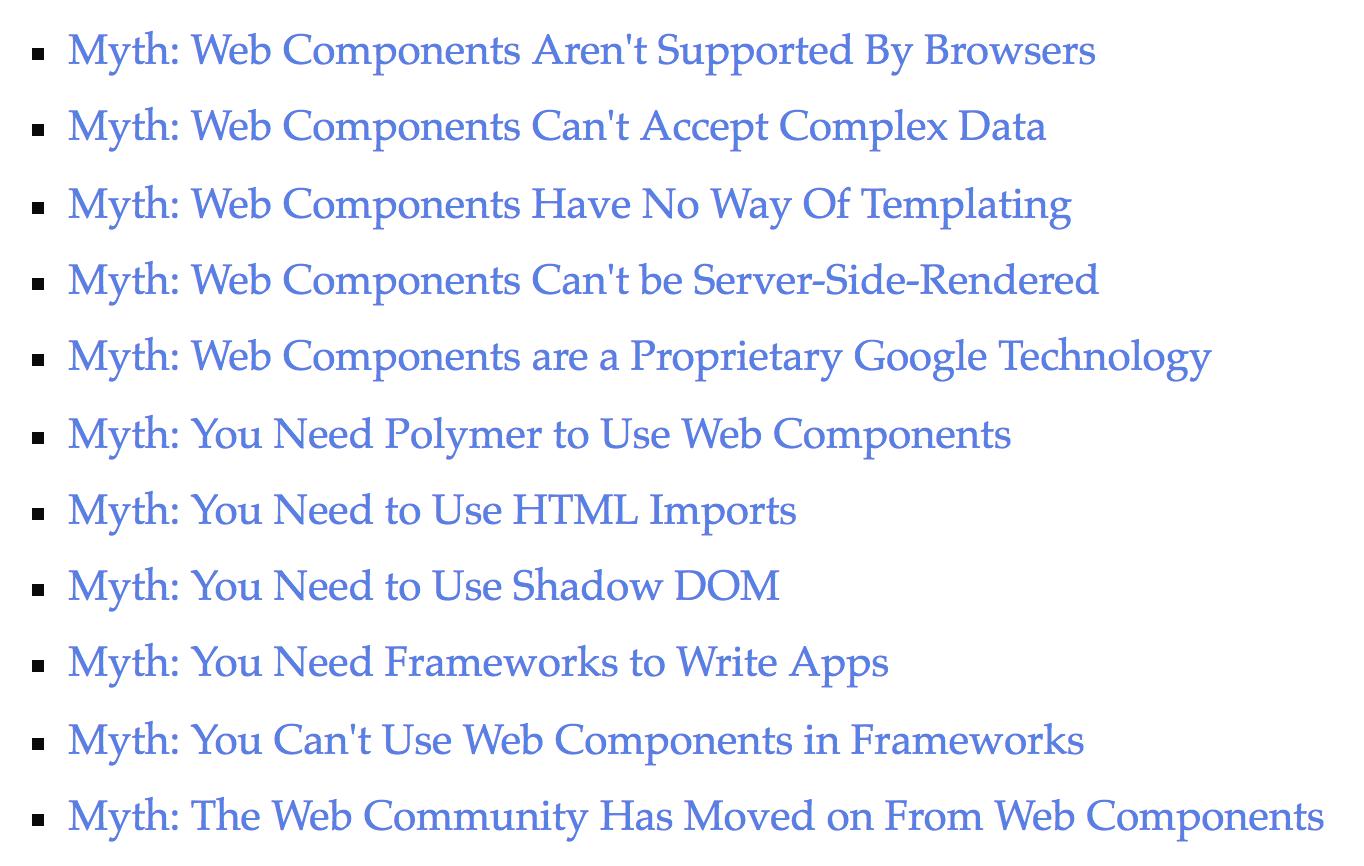 Myth: Web Components Aren't Supported By Browsers
Myth: Web Components Can't Accept Complex Data
Myth: Web Components Have No Way Of Templating
Myth: Web Components Can't be Server-Side-Rendered
Myth: Web Components are a Proprietary Google Technology
Myth: You Need Polymer to Use Web Components
Myth: You Need to Use HTML Imports
Myth: You Need to Use Shadow DOM
Myth: You Need Frameworks to Write Apps
Myth: You Can't Use Web Components in Frameworks
Myth: The Web Community Has Moved on From Web Components